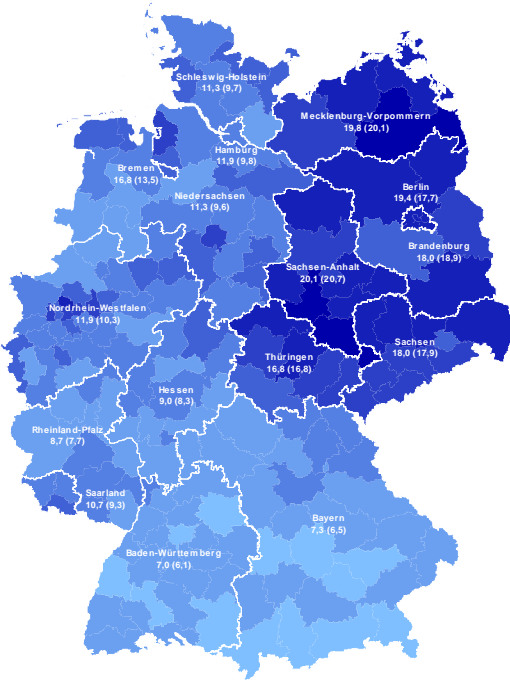 Schleswig-Holstein
11,3 (9,7)
Mecklenburg-Vorpommern
19,8 (20,1)
Hamburg
11,9 (9,8)
Bremen
16,8 (13,5)
Berlin
19,4 (17,7)
Niedersachsen
11,3 (9,6)
Brandenburg
18,0 (18,9)
Sachsen-Anhalt
20,1 (20,7)
Nordrhein-Westfalen
11,9 (10,3)
Sachsen
18,0 (17,9)
Thüringen
16,8 (16,8)
Hessen
9,0 (8,3)
Rheinland-Pfalz
8,7 (7,7)
Saarland
10,7 (9,3)
Bayern
7,3 (6,5)
Baden-Württemberg
7,0 (6,1)